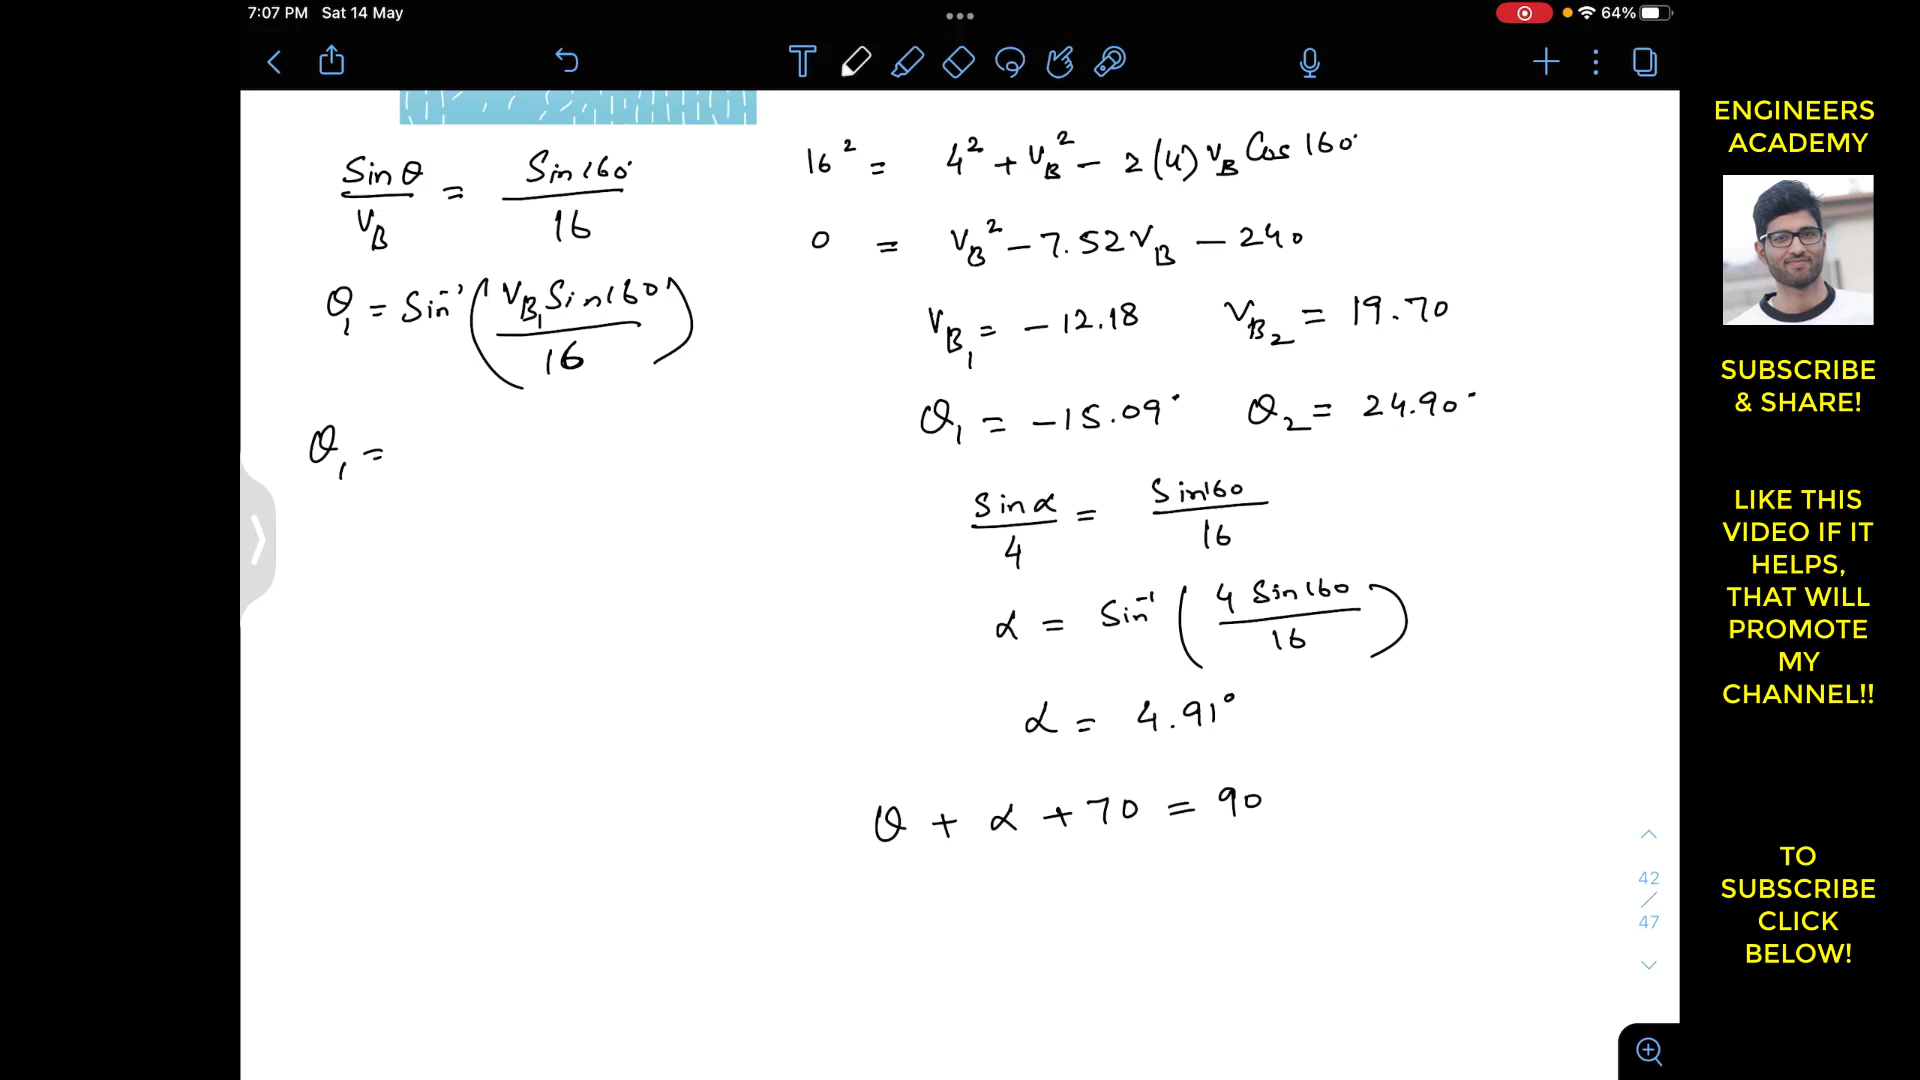 7:07 PM Sat 14 May
64%
Sin θ / V_B = Sin 160° / 16
θ₁ = Sin⁻¹ ( V_B₁ Sin 160 / 16 )
θ₁ =
16² = 4² + V_B² - 2(4) V_B Cos 160°
0 = V_B² - 7.52 V_B - 240
V_B₁ = -12.18 V_B₂ = 19.70
θ₁ = -15.09° θ₂ = 24.90°
Sin α / 4 = Sin 160 / 16
α = Sin⁻¹ ( 4 Sin 160 / 16 )
α = 4.91°
θ + α + 70 = 90
42
/
47
ENGINEERS
ACADEMY
SUBSCRIBE
& SHARE!
LIKE THIS
VIDEO IF IT
HELPS,
THAT WILL
PROMOTE
MY
CHANNEL!!
TO
SUBSCRIBE
CLICK
BELOW!